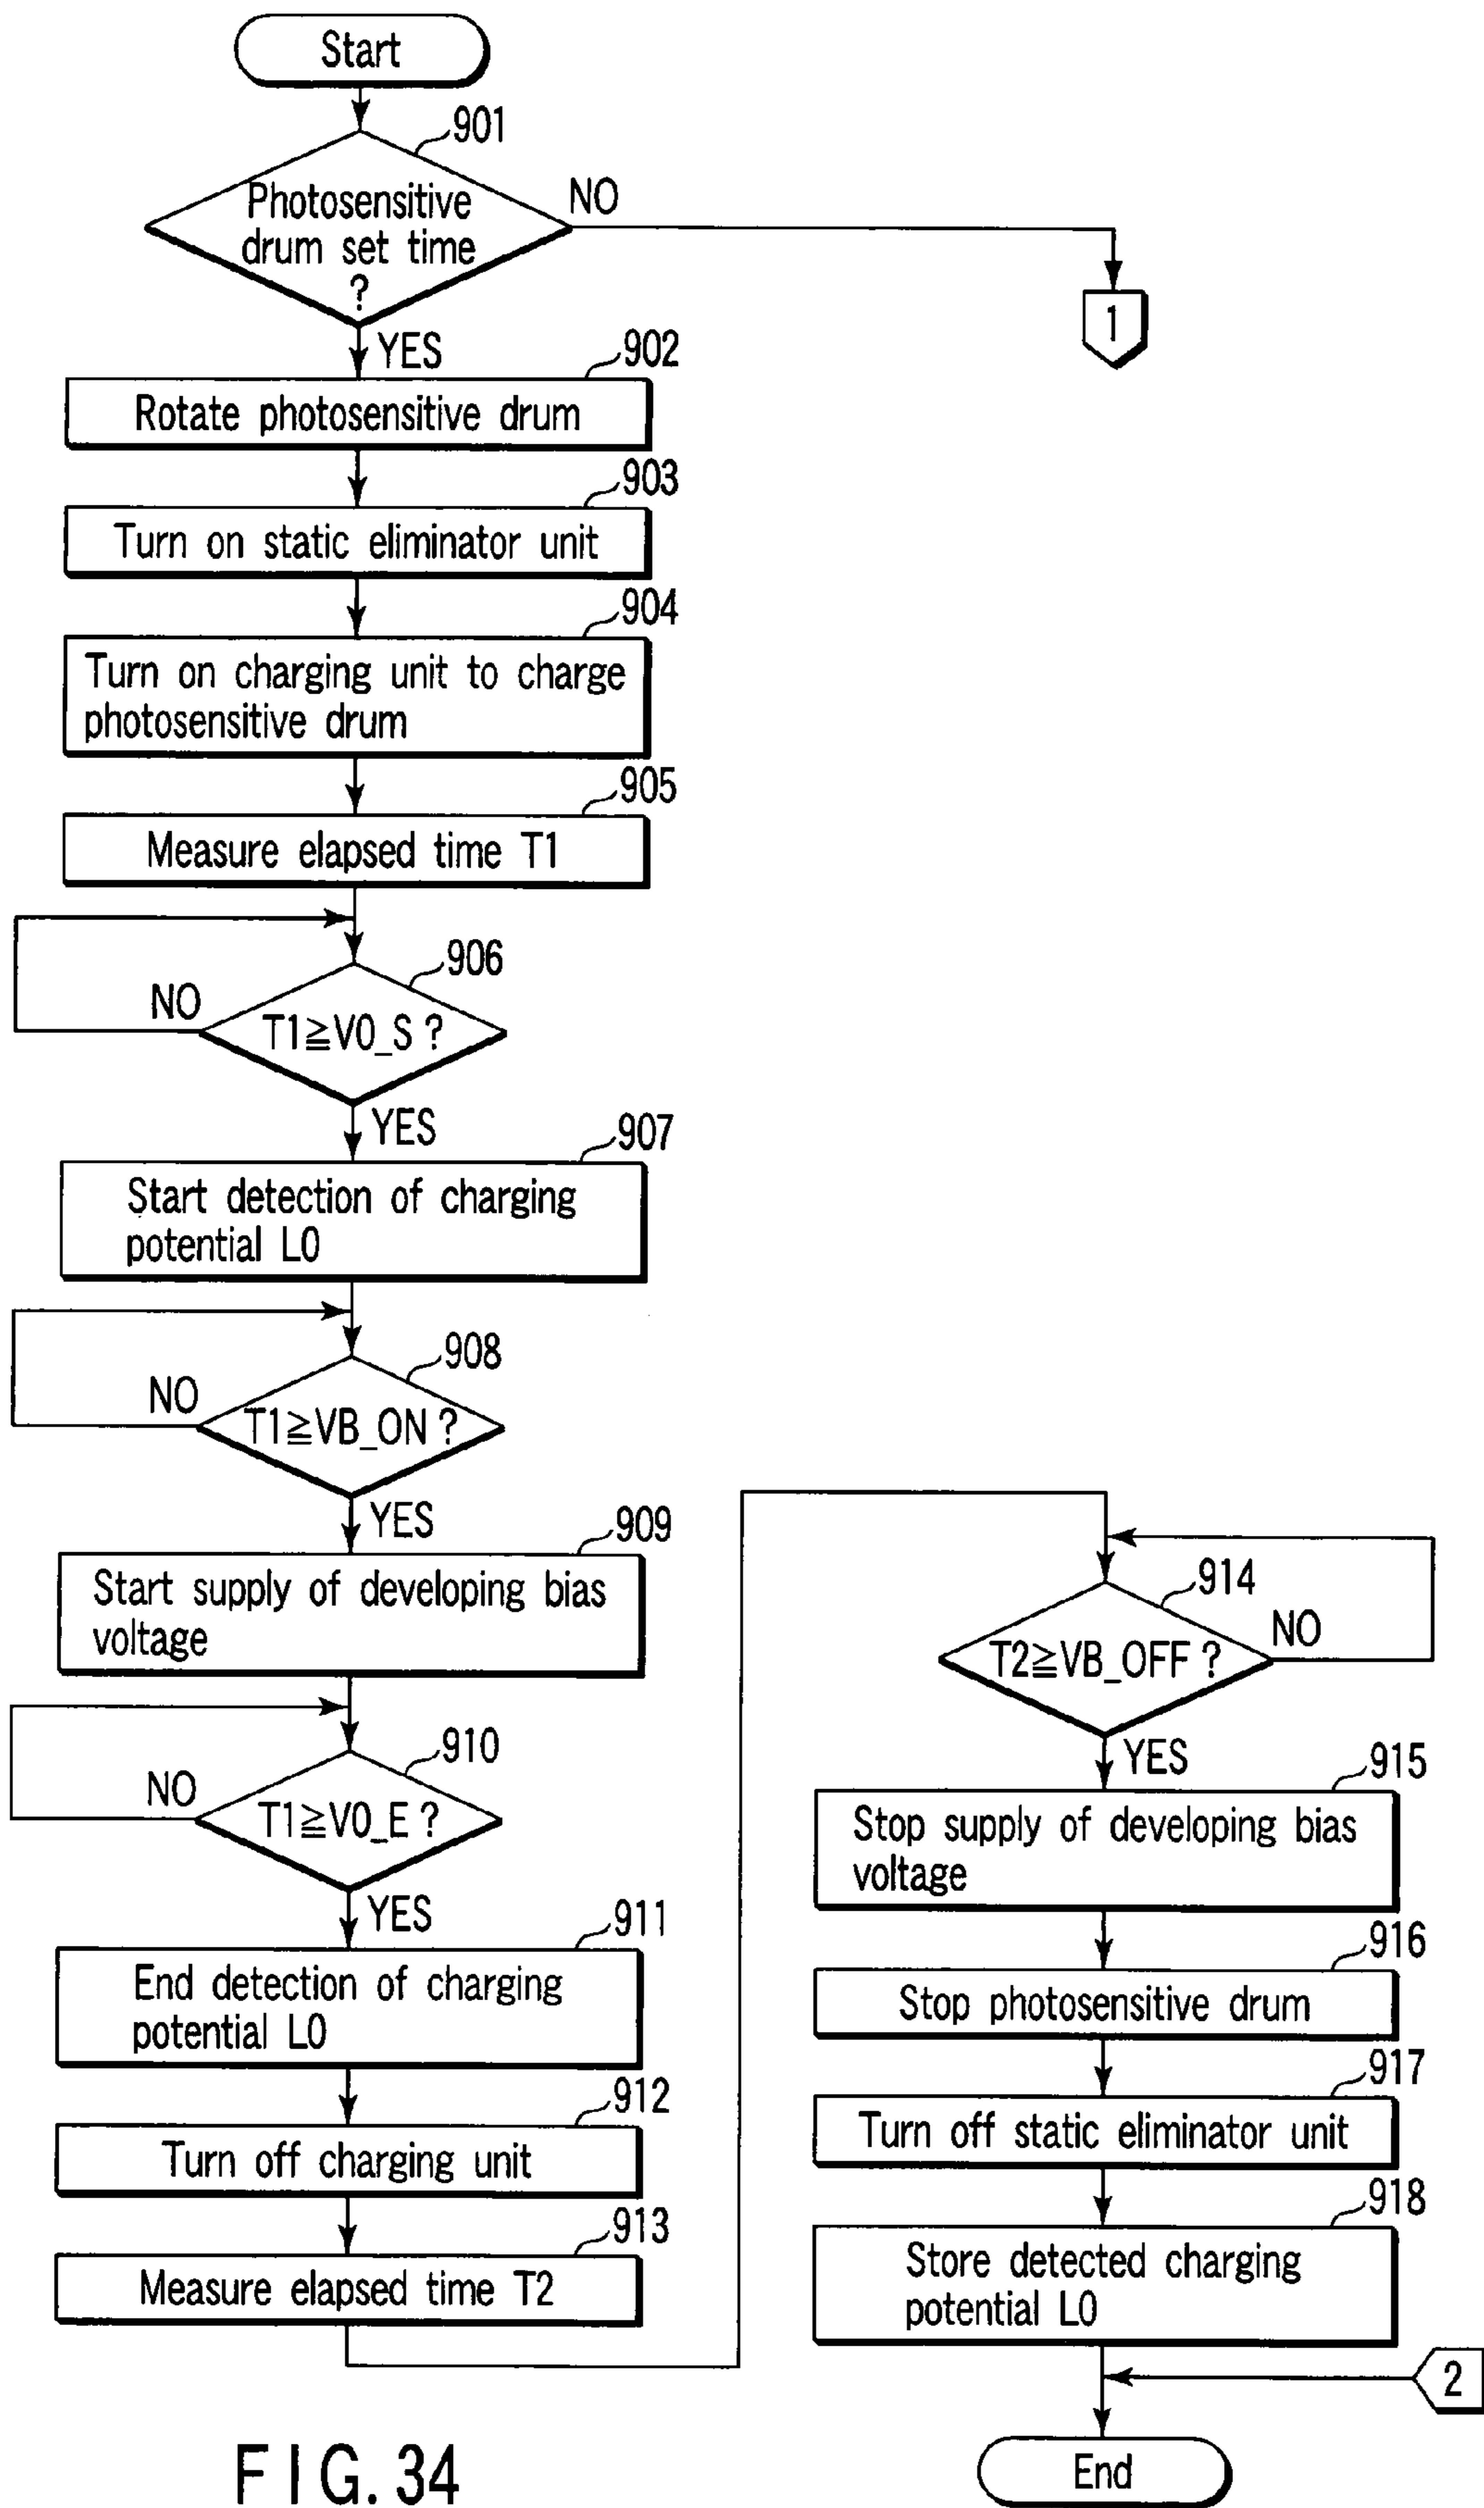 Start
901
Photosensitive
drum set time
?
NO
1
YES
902
Rotate photosensitive drum
903
Turn on static eliminator unit
904
Turn on charging unit to charge
photosensitive drum
905
Measure elapsed time T1
906
NO
T1≧V0_S ?
YES
907
Start detection of charging
potential L0
908
NO
T1≧VB_ON ?
YES
909
Start supply of developing bias
voltage
910
NO
T1≧V0_E ?
YES
911
End detection of charging
potential L0
912
Turn off charging unit
913
Measure elapsed time T2
914
NO
T2≧VB_OFF ?
YES
915
Stop supply of developing bias
voltage
916
Stop photosensitive drum
917
Turn off static eliminator unit
918
Store detected charging
potential L0
2
End
FIG. 34